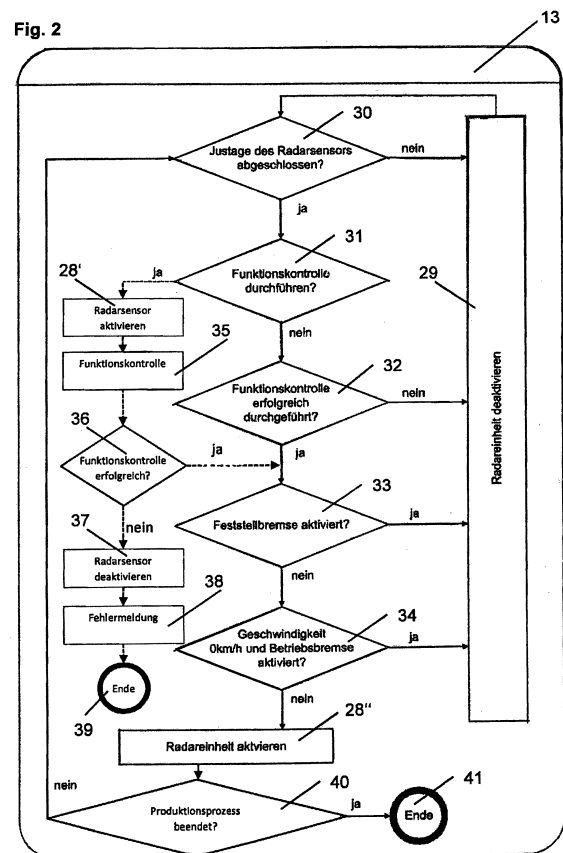 Fig. 2
13
30
Justage des Radarsensors
abgeschlossen?
nein
ja
31
Funktionskontrolle
durchführen?
ja
28'
Radarsensor
aktivieren
29
Radareinheit deaktivieren
nein
35
Funktionskontrolle
32
Funktionskontrolle
erfolgreich
durchgeführt?
nein
36
Funktionskontrolle
erfolgreich?
ja
ja
33
Feststellbremse aktiviert?
ja
nein
37
Radarsensor
deaktivieren
nein
38
Fehlermeldung
34
Geschwindigkeit
0km/h und Betriebsbremse
aktiviert?
ja
Ende
39
nein
28"
Radareinheit aktivieren
nein
40
Produktionsprozess
beendet?
ja
41
Ende